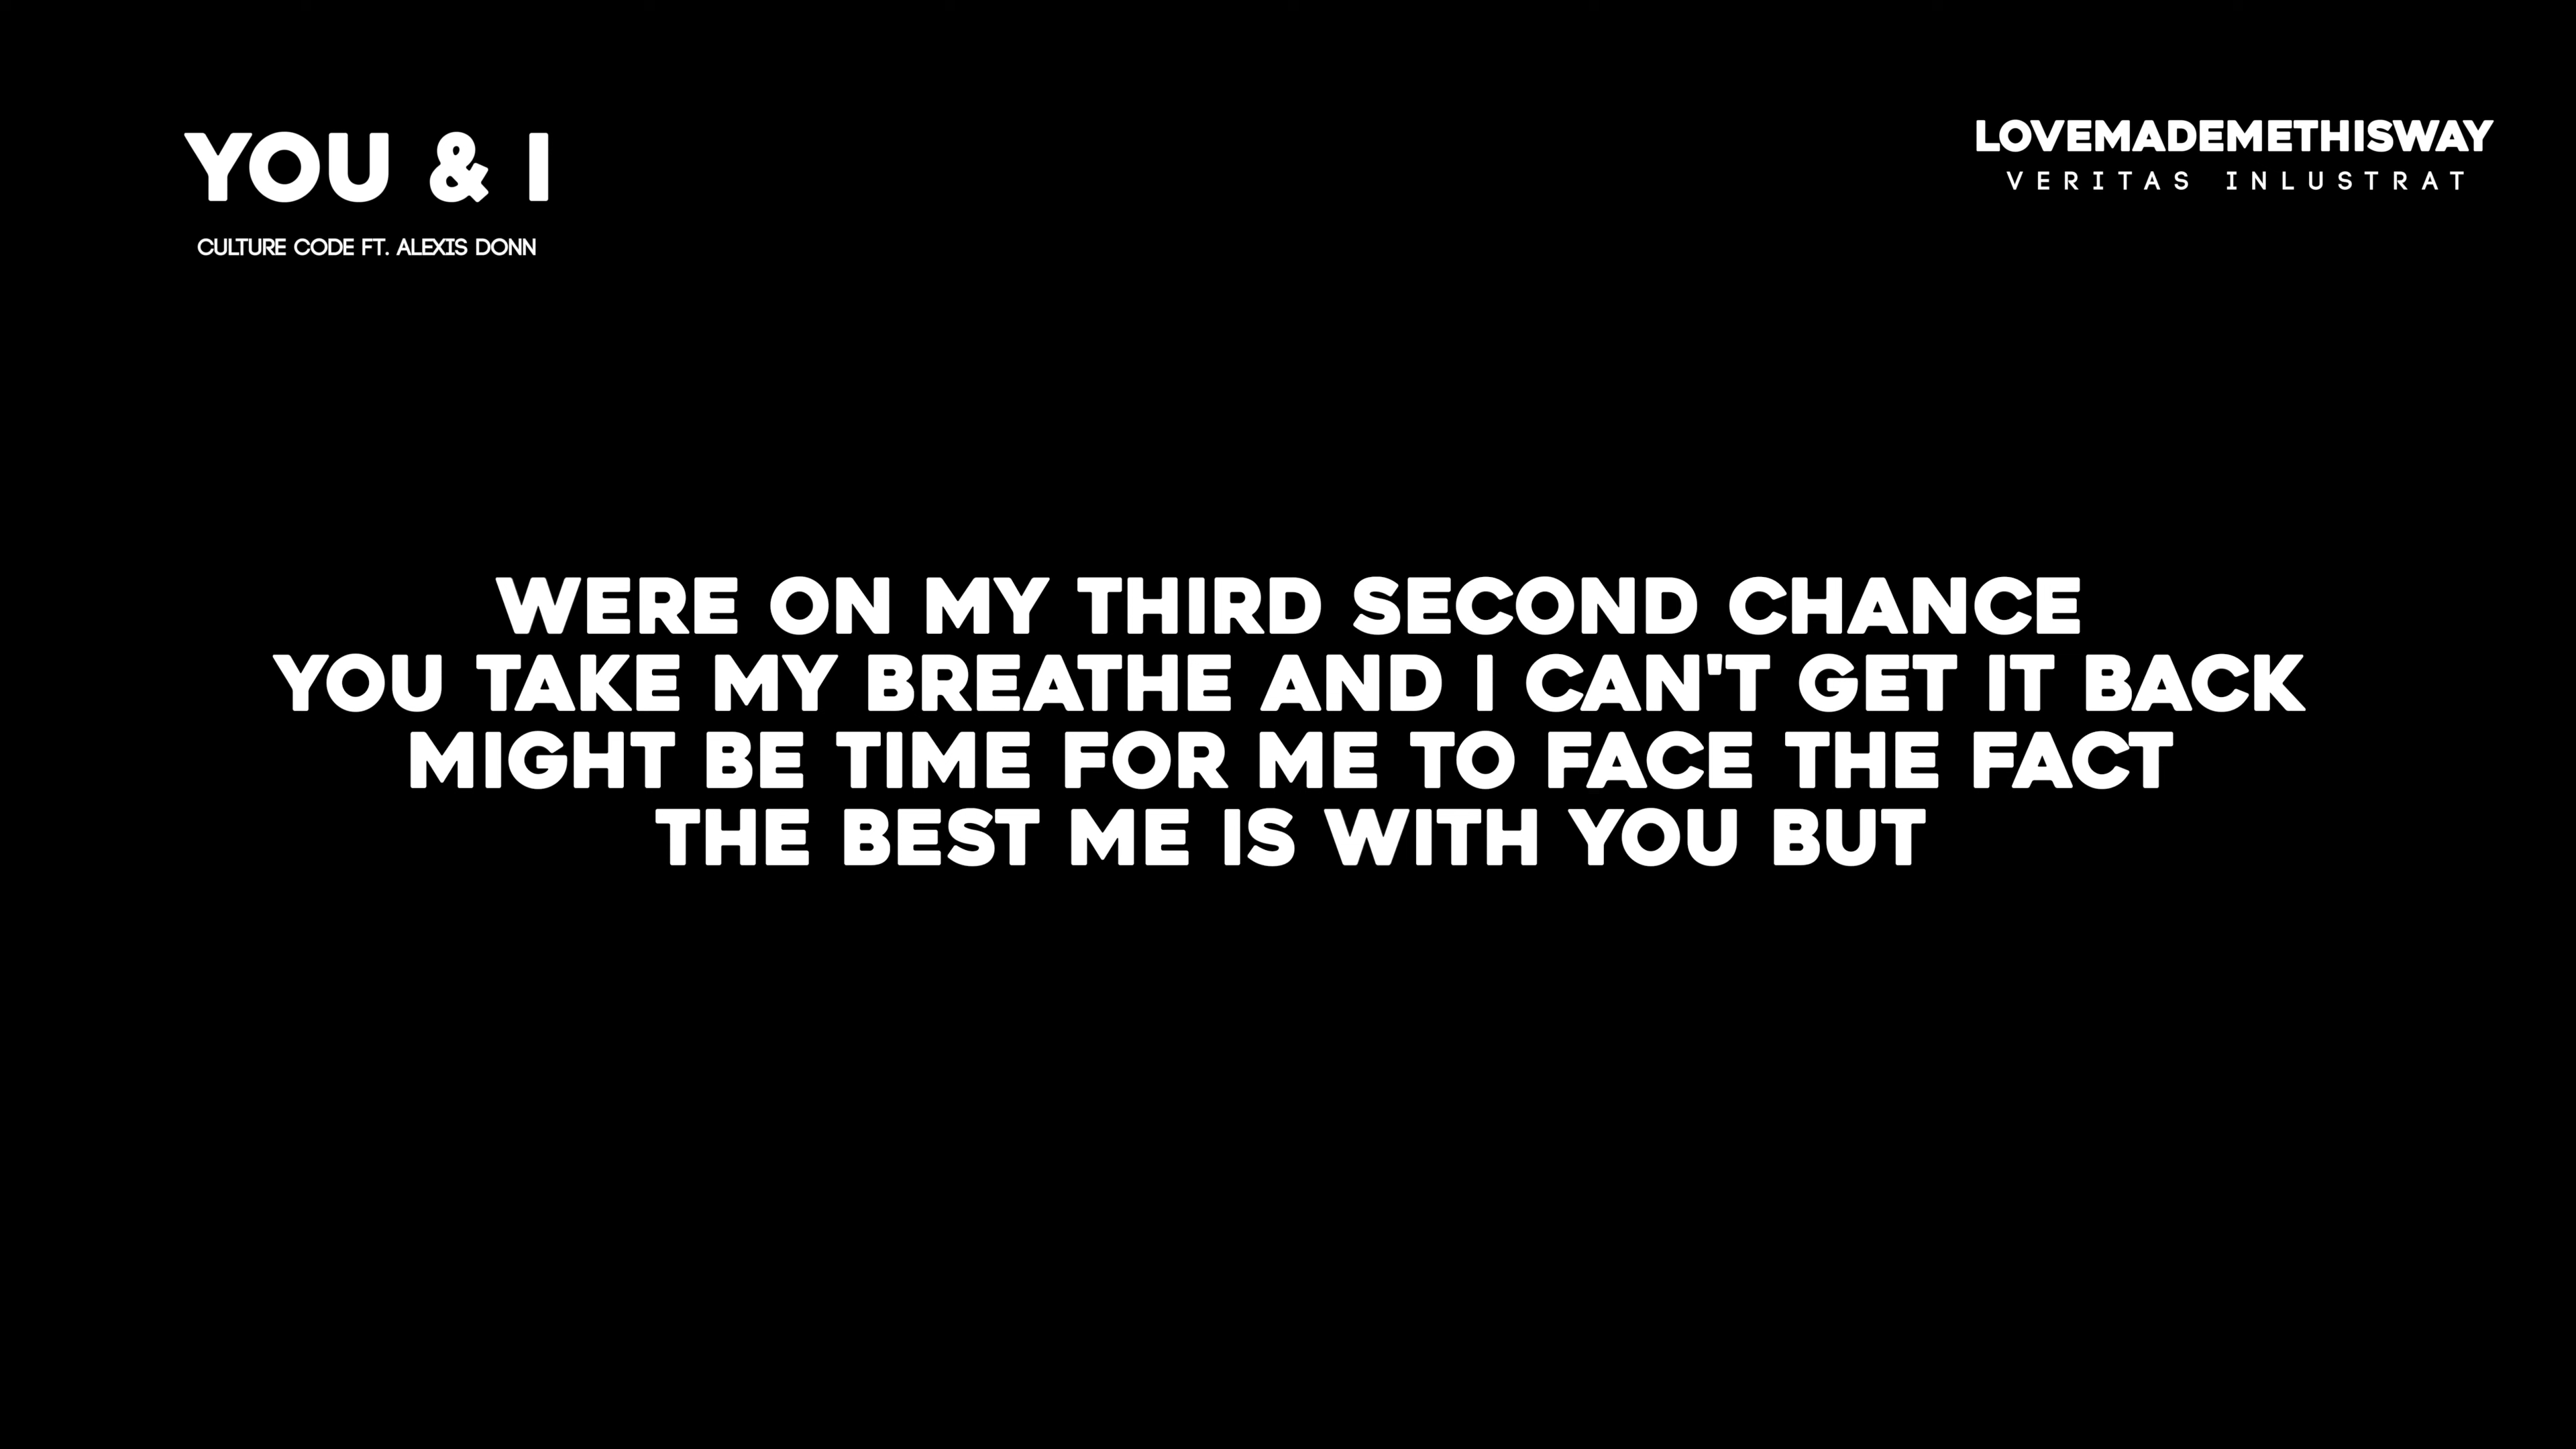 YOU & I
CULTURE CODE FT. ALEXIS DONN
LOVEMADEMETHISWAY
VERITAS INLUSTRAT
WERE ON MY THIRD SECOND CHANCE
YOU TAKE MY BREATHE AND I CAN'T GET IT BACK
MIGHT BE TIME FOR ME TO FACE THE FACT
THE BEST ME IS WITH YOU BUT